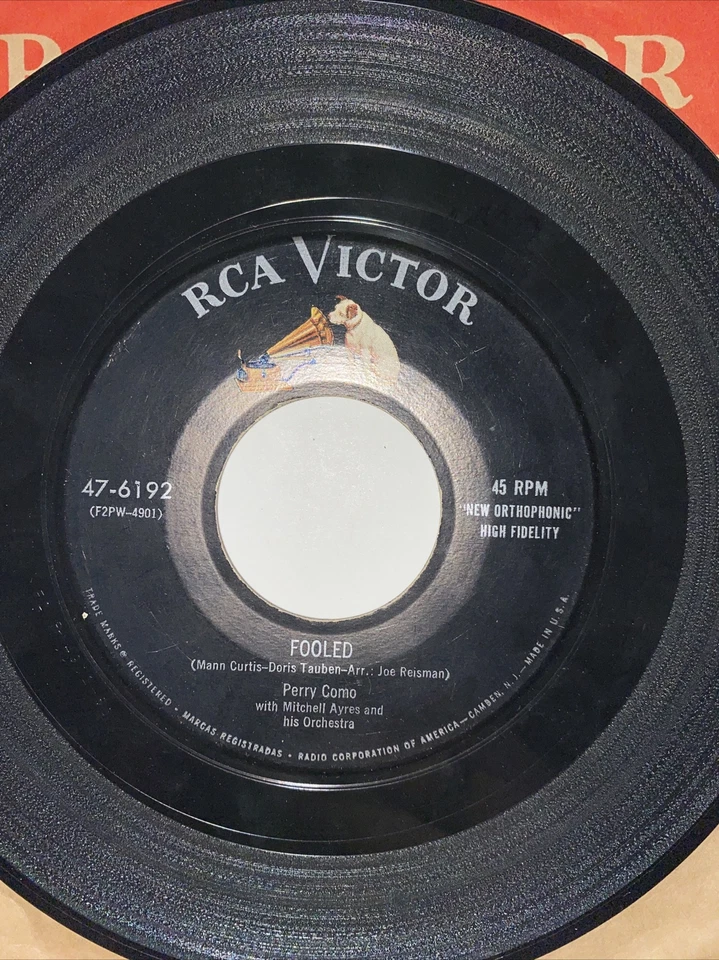 R OR
RCA VICTOR
47-6192
(F2PW-4901)
45 RPM
"NEW ORTHOPHONIC"
HIGH FIDELITY
FOOLED
(Mann Curtis-Doris Tauben-Arr.: Joe Reisman)
Perry Como
with Mitchell Ayres and
his Orchestra
TRADE MARKS ® REGISTERED • MARCAS REGISTRADAS • RADIO CORPORATION OF AMERICA—CAMDEN, N.J.—MADE IN U.S.A.